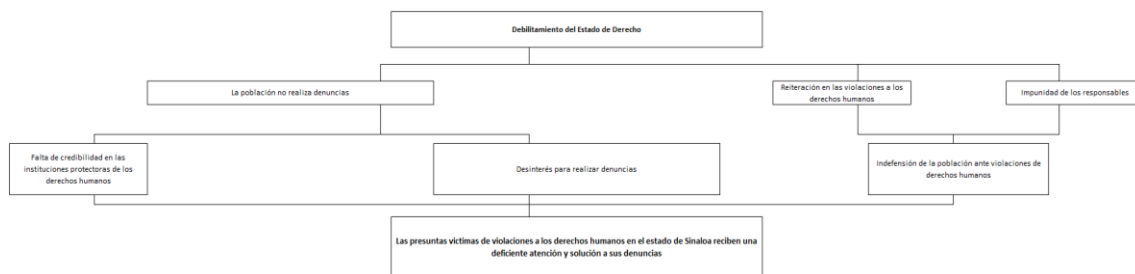 Debilitamiento del Estado de Derecho
La población no realiza denuncias
Reiteración en las violaciones a los
derechos humanos
Impunidad de los responsables
Falta de credibilidad en las
instituciones protectoras de los
derechos humanos
Desinterés para realizar denuncias
Indefensión de la población ante violaciones de
derechos humanos
Las presuntas victimas de violaciones a los derechos humanos en el estado de Sinaloa reciben una
deficiente atención y solución a sus denuncias